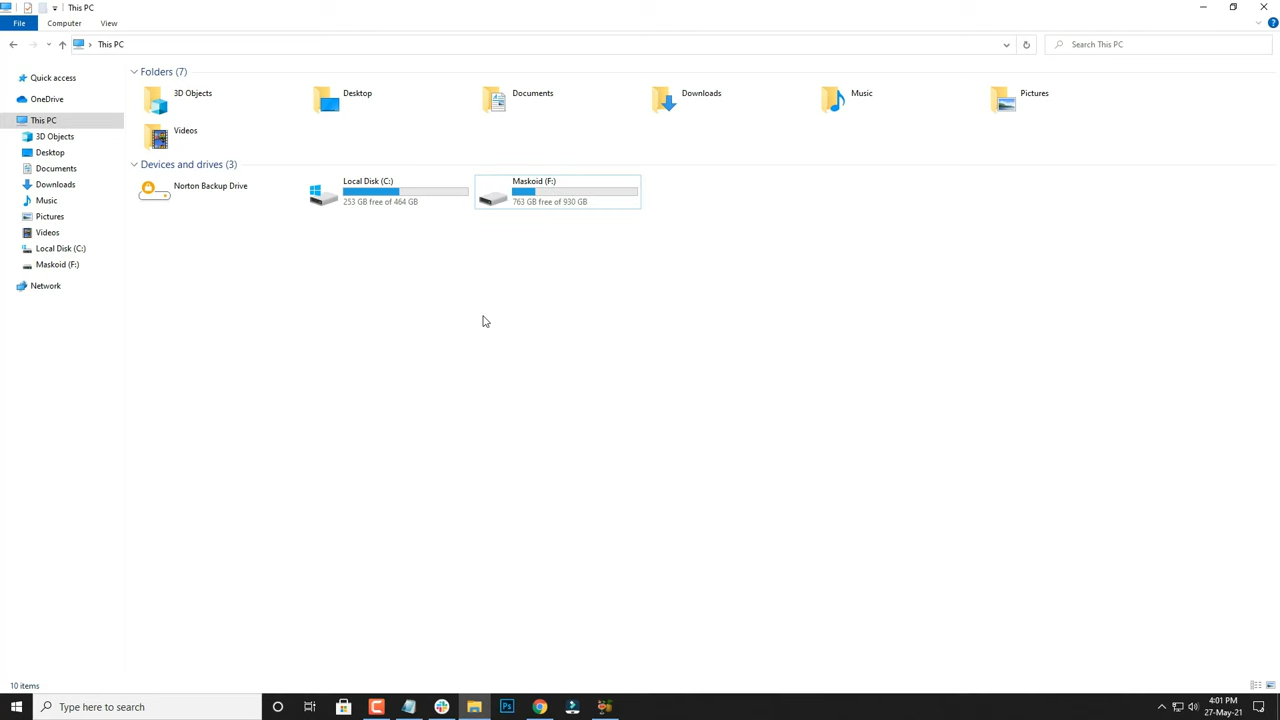 This PC
File Computer View
This PC
Search This PC
Quick access
OneDrive
This PC
3D Objects
Desktop
Documents
Downloads
Music
Pictures
Videos
Local Disk (C:)
Maskoid (F:)
Network
Folders (7)
3D Objects
Desktop
Documents
Downloads
Music
Pictures
Videos
Devices and drives (3)
Norton Backup Drive
Local Disk (C:)
253 GB free of 464 GB
Maskoid (F:)
763 GB free of 930 GB
10 items
Type here to search
Ps
4:01 PM
27-May-21